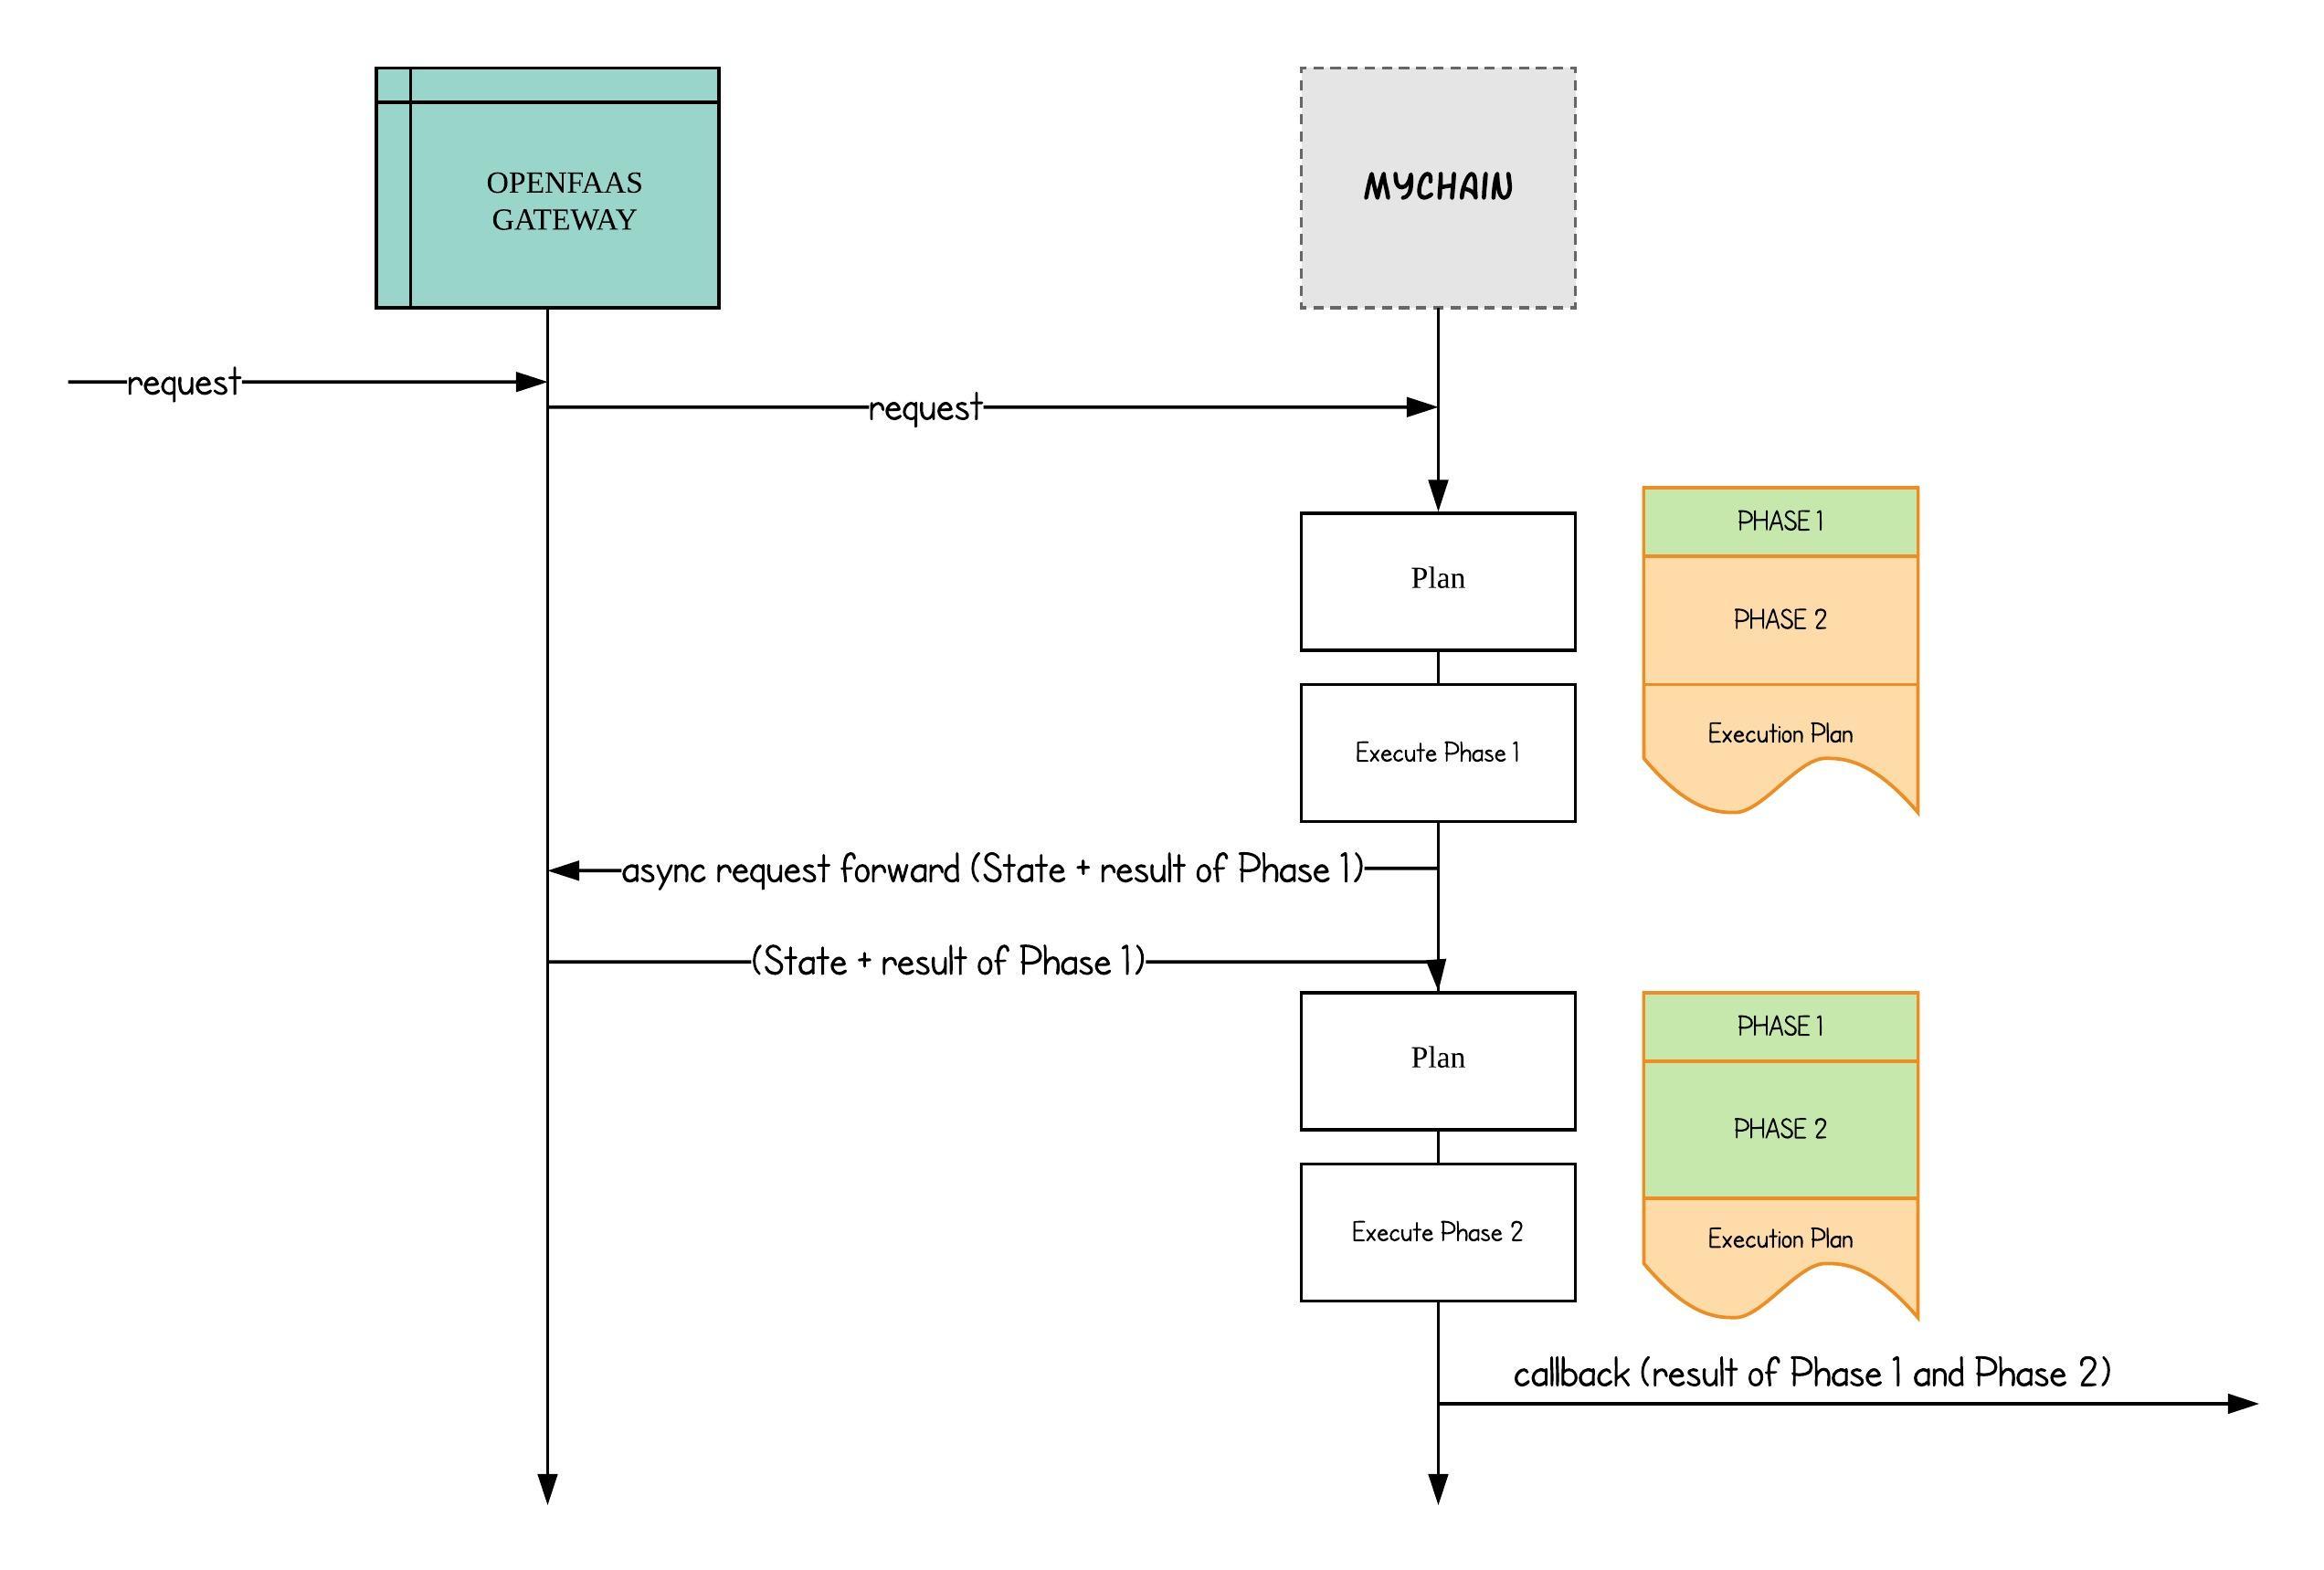 OPENFAAS
GATEWAY
MYCHAIN
request
request
Plan
PHASE 1
PHASE 2
Execution Plan
Execute Phase 1
async request forward (State + result of Phase 1)
(State + result of Phase 1)
Plan
PHASE 1
PHASE 2
Execution Plan
Execute Phase 2
callback (result of Phase 1 and Phase 2)